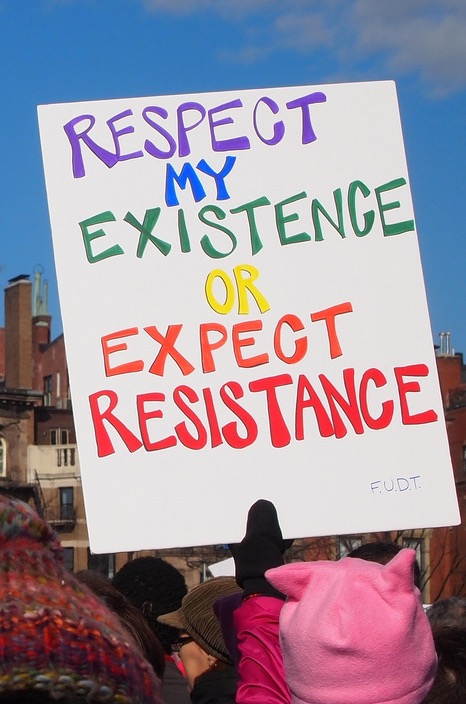 RESPECT
MY
EXISTENCE
OR
EXPECT
RESISTANCE
F.U.D.T.